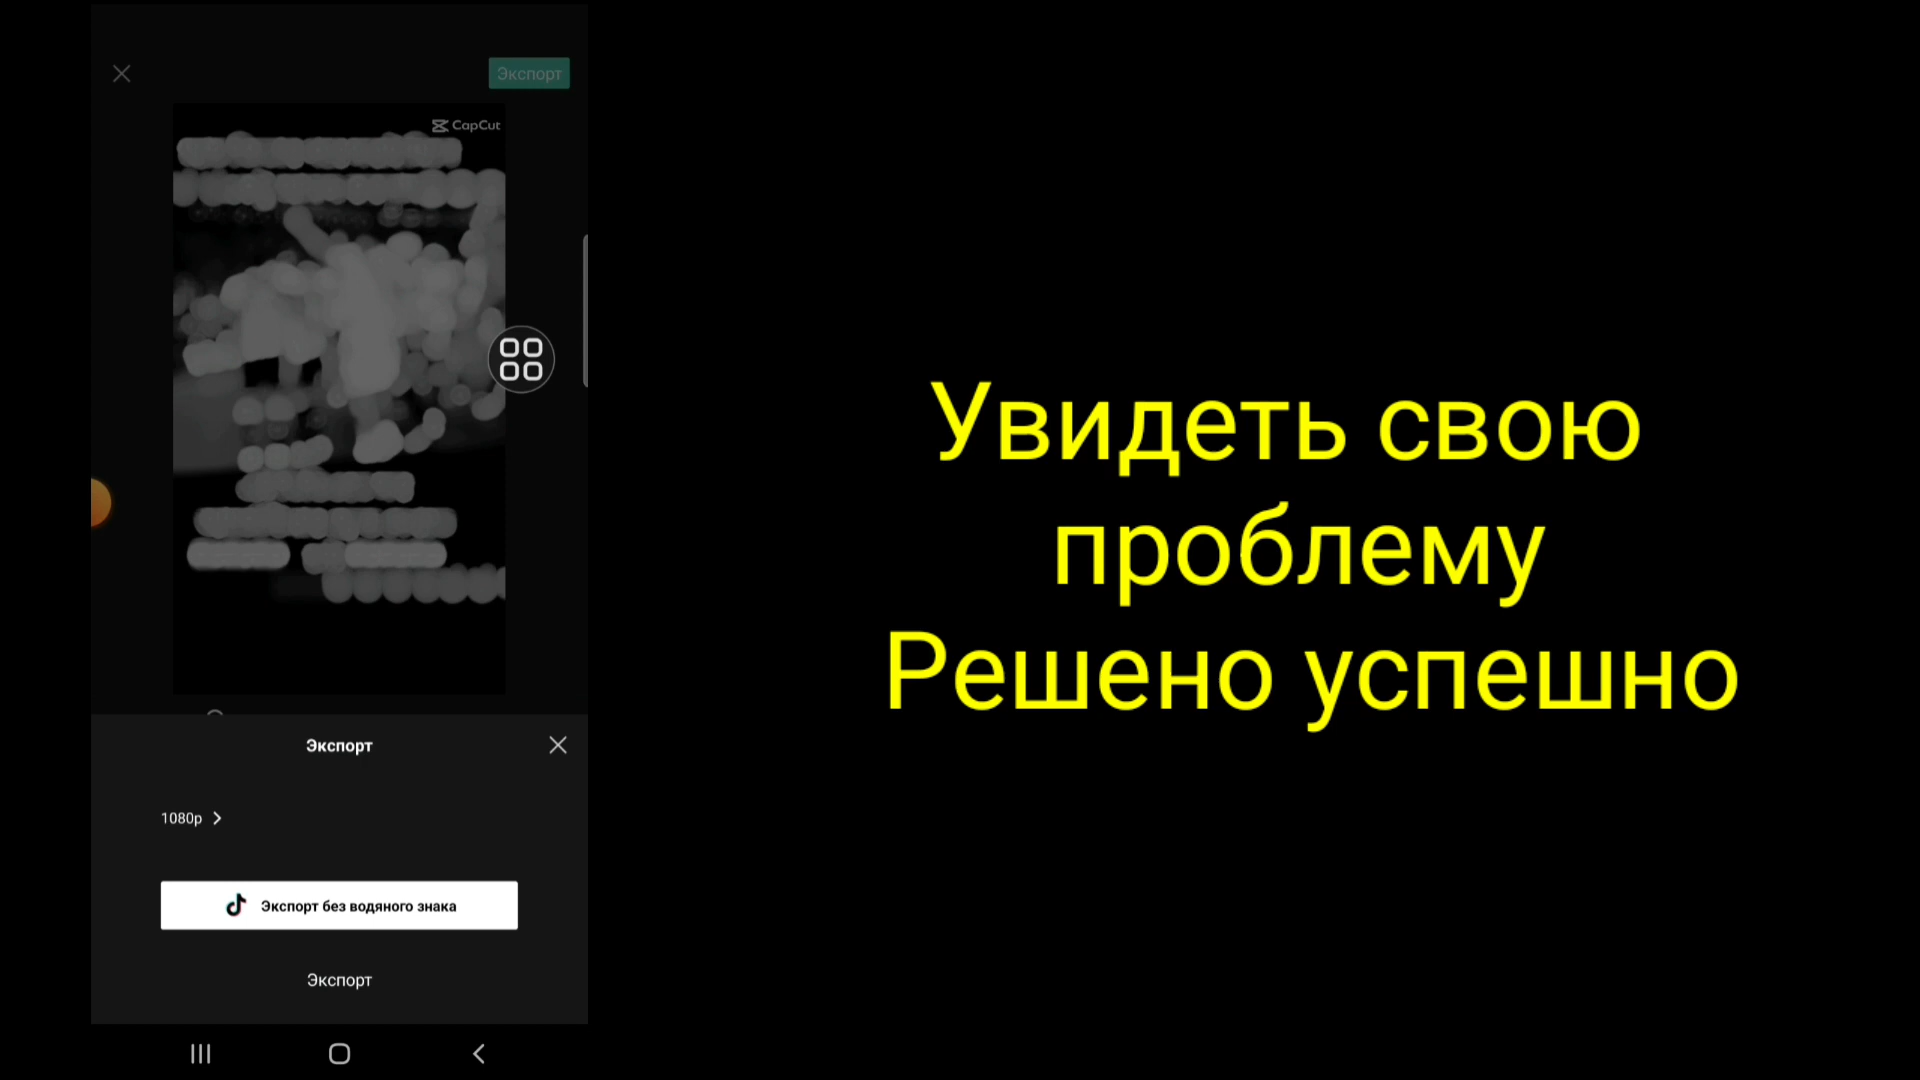 Экспорт
CapCut
Экспорт
1080p
Экспорт без водяного знака
Экспорт
Увидеть свою
проблему
Решено успешно